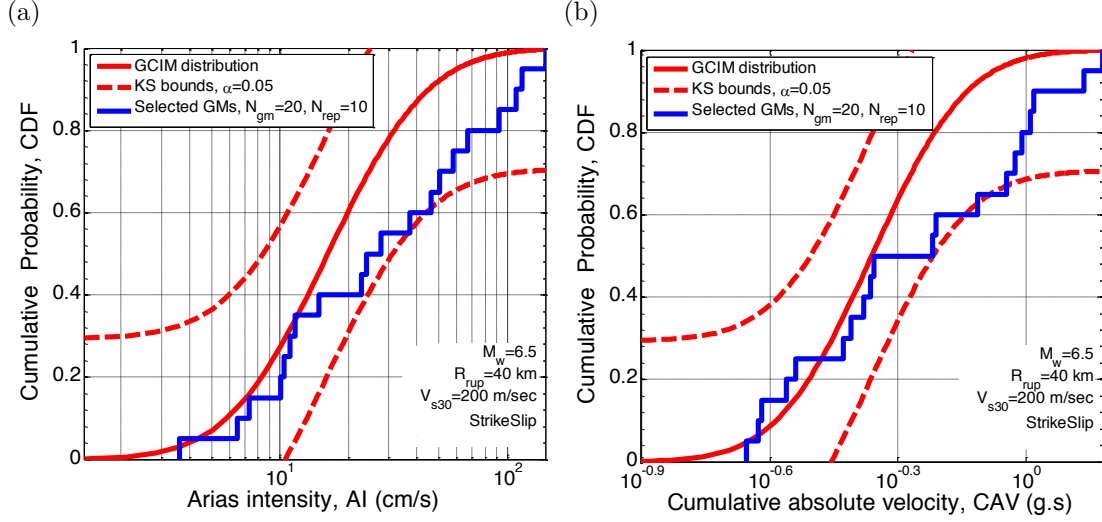 (a)
1
0.8
0.6
0.4
0.2
0
Cumulative Probability, CDF
GCIM distribution
KS bounds, α=0.05
Selected GMs, N_gm=20, N_rep=10
M_w=6.5
R_rup=40 km
V_s30=200 m/sec
StrikeSlip
10^1
10^2
Arias intensity, AI (cm/s)
(b)
1
0.8
0.6
0.4
0.2
0
Cumulative Probability, CDF
GCIM distribution
KS bounds, α=0.05
Selected GMs, N_gm=20, N_rep=10
M_w=6.5
R_rup=40 km
V_s30=200 m/sec
StrikeSlip
10^-0.9
10^-0.6
10^-0.3
10^0
Cumulative absolute velocity, CAV (g.s)